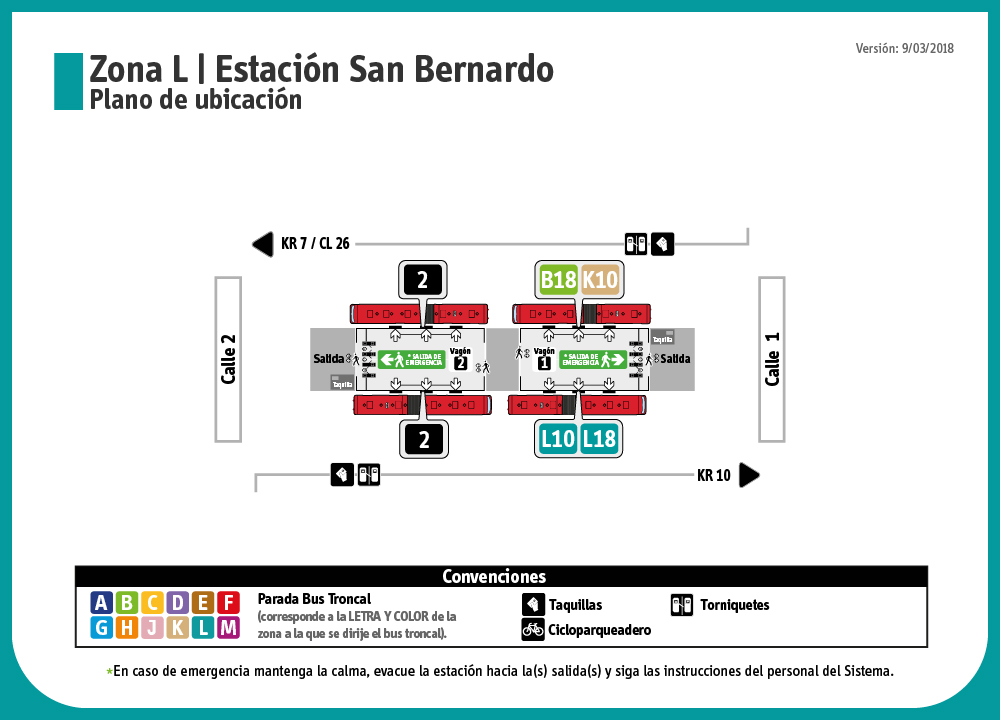 Versión: 9/03/2018
Zona L | Estación San Bernardo
Plano de ubicación
KR 7 / CL 26
2
B18 K10
Calle 2
Salida
Taquilla
* SALIDA DE
EMERGENCIA
Vagón
2
Vagón
1
* SALIDA DE
EMERGENCIA
Taquilla
Salida
Calle 1
2
L10 L18
KR 10
Convenciones
A B C D E F
G H J K L M
Parada Bus Troncal
(corresponde a la LETRA Y COLOR de la
zona a la que se dirije el bus troncal).
Taquillas
Cicloparqueadero
Torniquetes
*En caso de emergencia mantenga la calma, evacue la estación hacia la(s) salida(s) y siga las instrucciones del personal del Sistema.